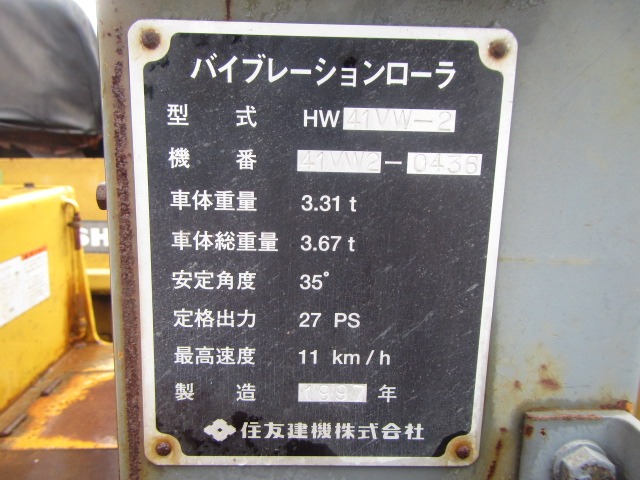 バイブレーションローラ
型 式 HW 41VW-2
機 番 41VW2-0436
車体重量 3.31 t
車体総重量 3.67 t
安定角度 35°
定格出力 27 PS
最高速度 11 km/h
製 造 1997 年
住友建機株式会社
SH